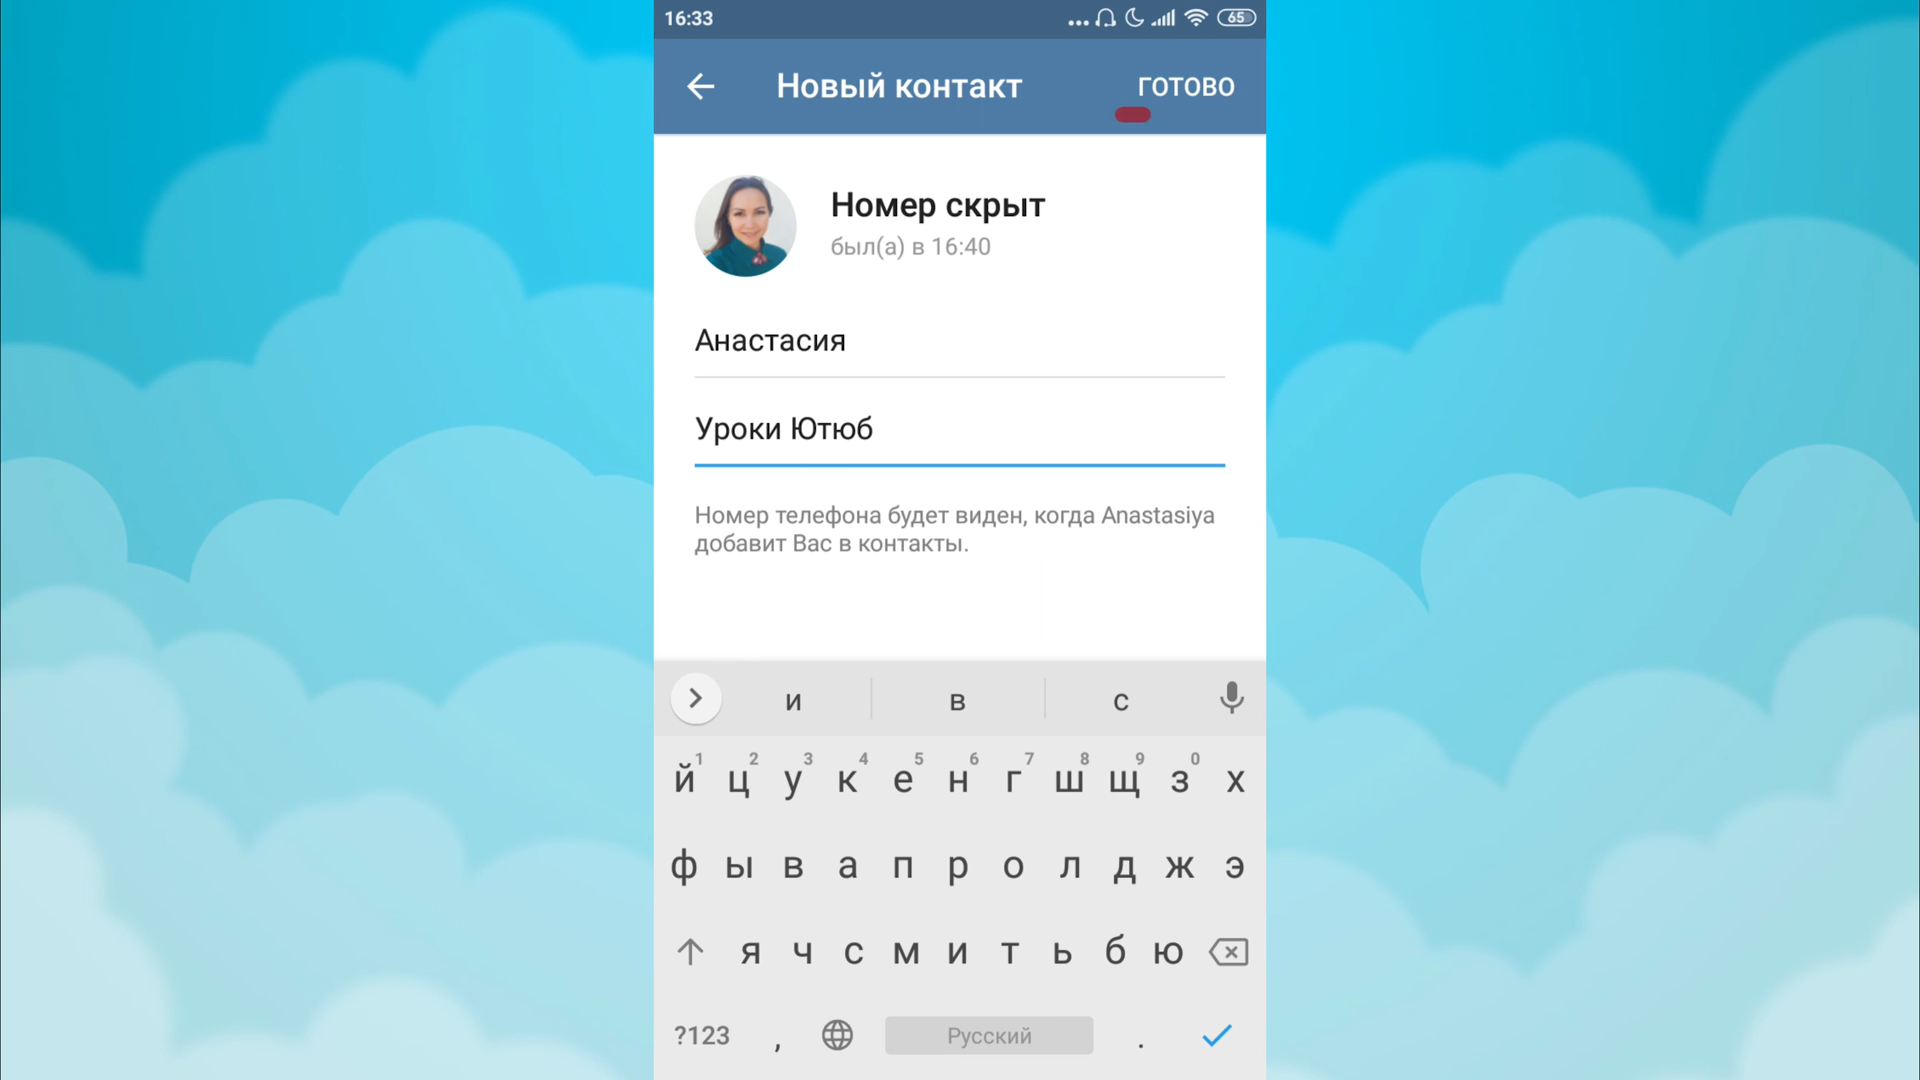 16:33
65
Новый контакт
ГОТОВО
Номер скрыт
был(а) в 16:40
Анастасия
Уроки Ютюб
Номер телефона будет виден, когда Anastasiya
добавит Вас в контакты.
и в с
1 2 3 4 5 6 7 8 9 0
й ц у к е н г ш щ з х
ф ы в а п р о л д ж э
я ч с м и т ь б ю
?123 , Русский .